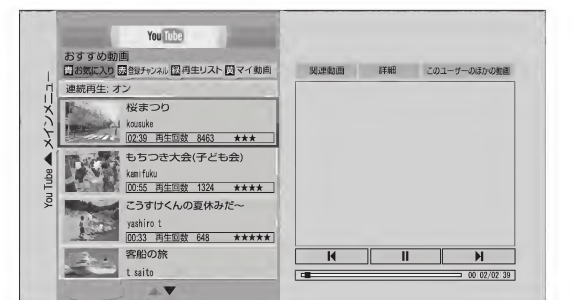 You Tube
おすすめ動画
青 お気に入り 赤 登録チャンネル 緑 再生リスト 黄 マイ動画
連続再生: オン
桜まつり
kousuke
02:39 再生回数 8463 ★★★
もちつき大会(子ども会)
kamifuku
00:55 再生回数 1324 ★★★★
こうすけくんの夏休みだ～
yashiro t
00:33 再生回数 648 ★★★★★
客船の旅
t saito
You Tube ◀ メインメニュー
関連動画 詳細 このユーザーのほかの動画
00 02/02 39